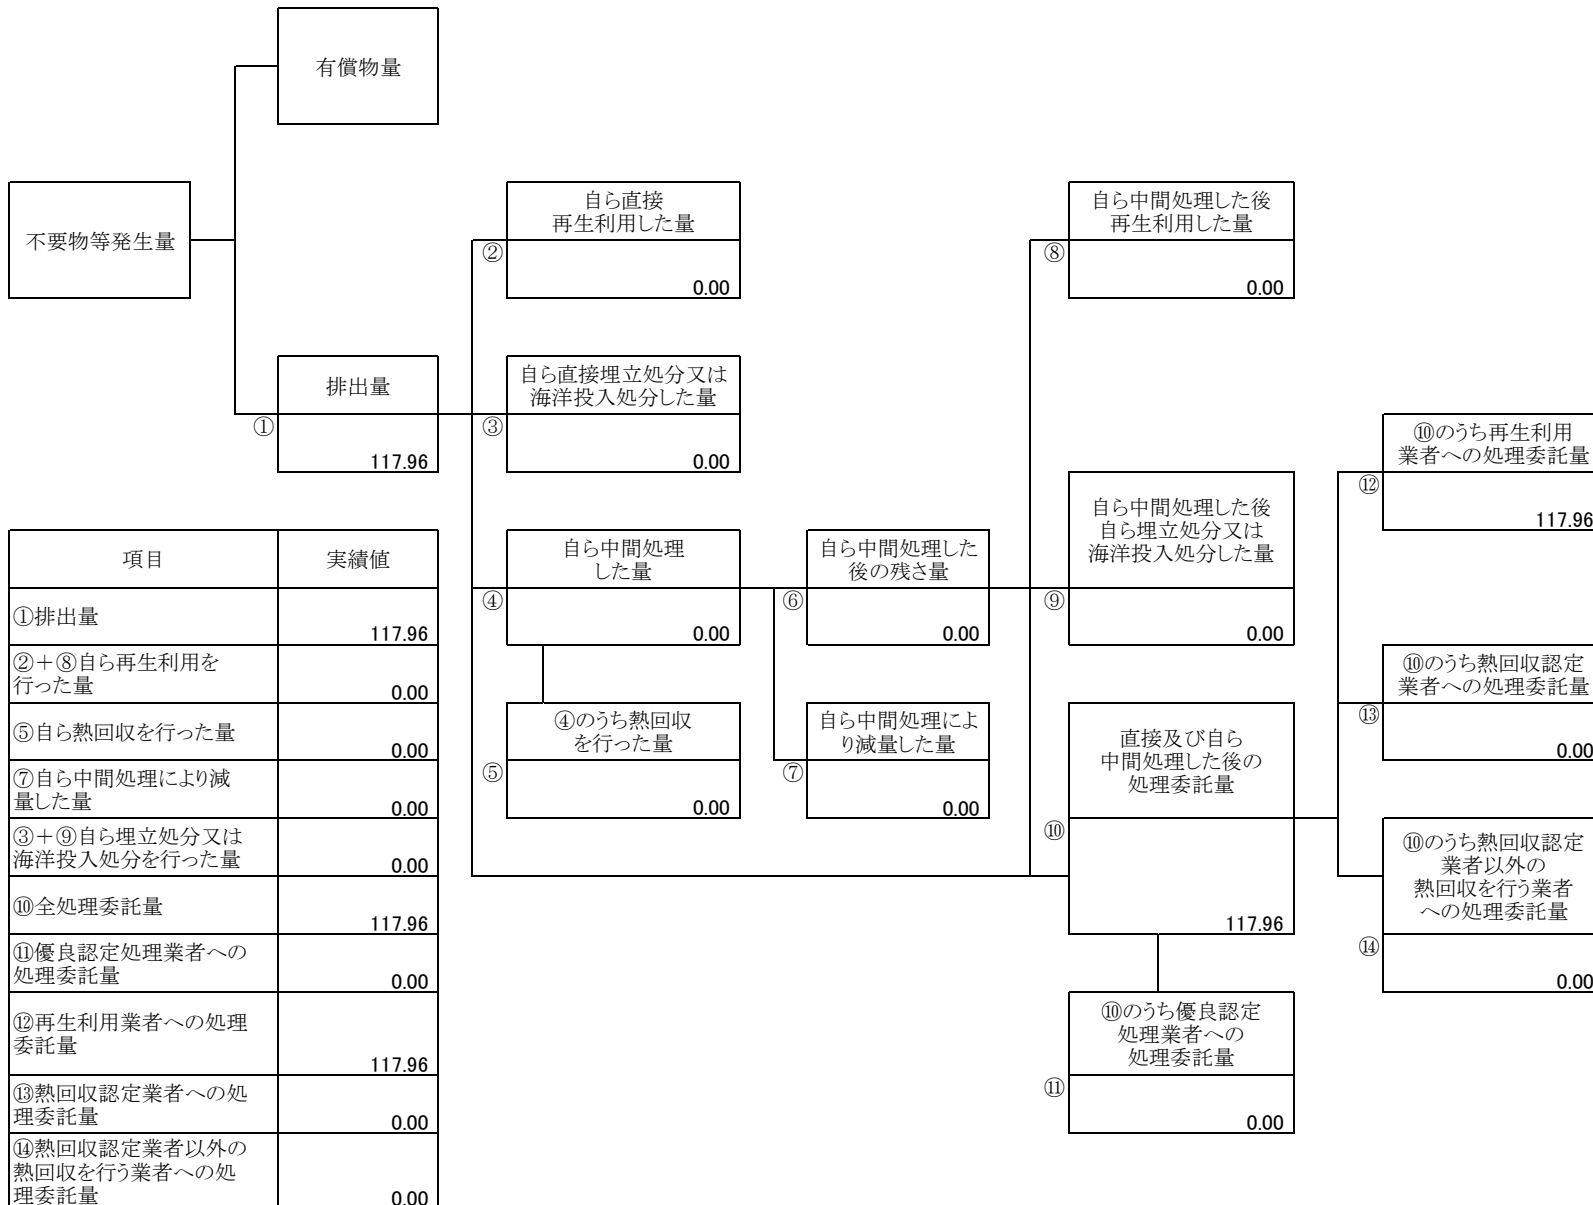 有償物量
不要物等発生量
自ら直接
再生利用した量
②
0.00
自ら中間処理した後
再生利用した量
⑧
0.00
排出量
①
117.96
自ら直接埋立処分又は
海洋投入処分した量
③
0.00
⑩のうち再生利用
業者への処理委託量
⑫
117.96
自ら中間処理
した量
④
0.00
自ら中間処理した
後の残さ量
⑥
0.00
自ら中間処理した後
自ら埋立処分又は
海洋投入処分した量
⑨
0.00
⑩のうち熱回収認定
業者への処理委託量
⑬
0.00
④のうち熱回収
を行った量
⑤
0.00
自ら中間処理によ
り減量した量
⑦
0.00
直接及び自ら
中間処理した後の
処理委託量
⑩
117.96
⑩のうち熱回収認定
業者以外の
熱回収を行う業者
への処理委託量
⑭
0.00
⑩のうち優良認定
処理業者への
処理委託量
⑪
0.00
項目 実績値
①排出量 117.96
②+⑧自ら再生利用を
行った量 0.00
⑤自ら熱回収を行った量 0.00
⑦自ら中間処理により減
量した量 0.00
③+⑨自ら埋立処分又は
海洋投入処分を行った量 0.00
⑩全処理委託量 117.96
⑪優良認定処理業者への
処理委託量 0.00
⑫再生利用業者への処理
委託量 117.96
⑬熱回収認定業者への処
理委託量 0.00
⑭熱回収認定業者以外の
熱回収を行う業者への処
理委託量 0.00